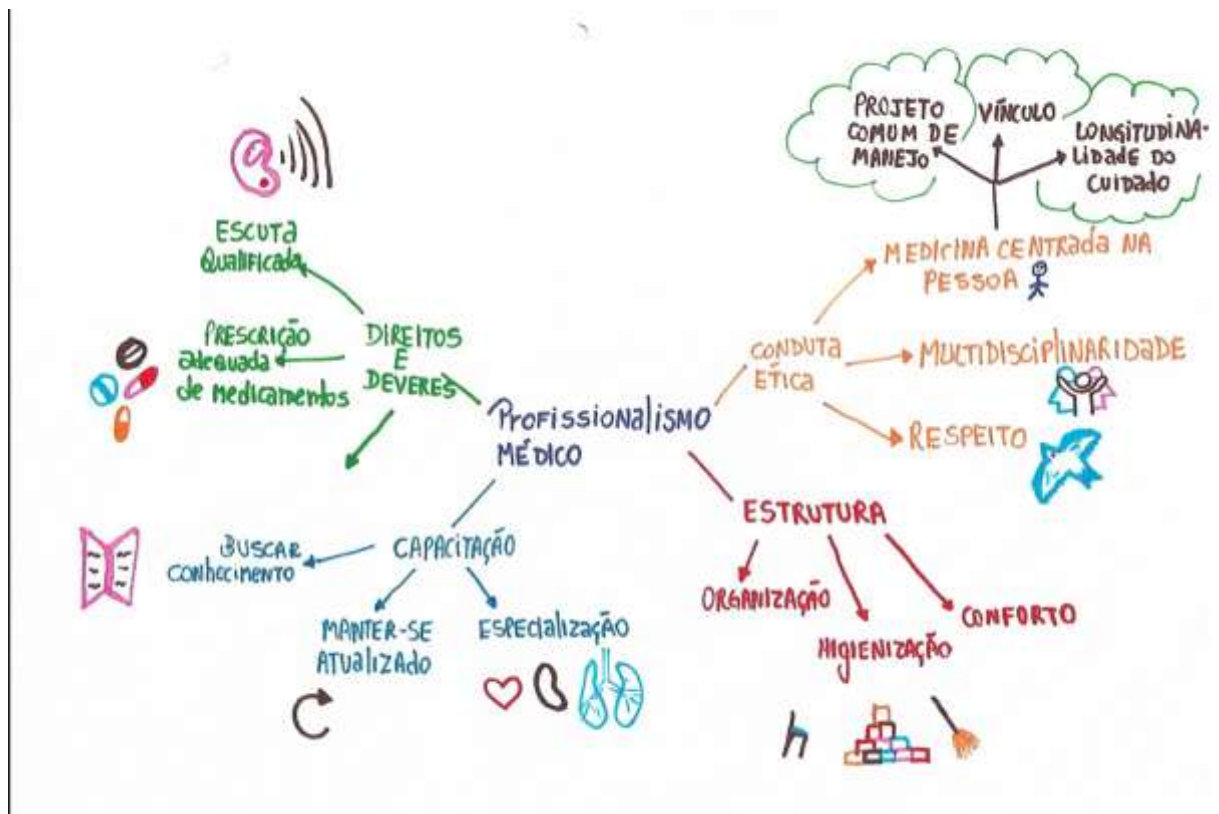 PROJETO
COMUM DE
MANEJO
VÍNCULO
LONGITUDINA-
LIDADE DO
CUIDADO
MEDICINA CENTRADA NA
PESSOA
ESCUTA
QUALIFICADA
PRESCRIÇÃO
adequada
de medicamentos
DIREITOS
E
DEVERES
CONDUTA
ÉTICA
MULTIDISCIPLINARIDADE
RESPEITO
PROFISSIONALISMO
MÉDICO
ESTRUTURA
ORGANIZAÇÃO
HIGIENIZAÇÃO
CONFORTO
CAPACITAÇÃO
BUSCAR
CONHECIMENTO
MANTER-SE
ATUALIZADO
ESPECIALIZAÇÃO